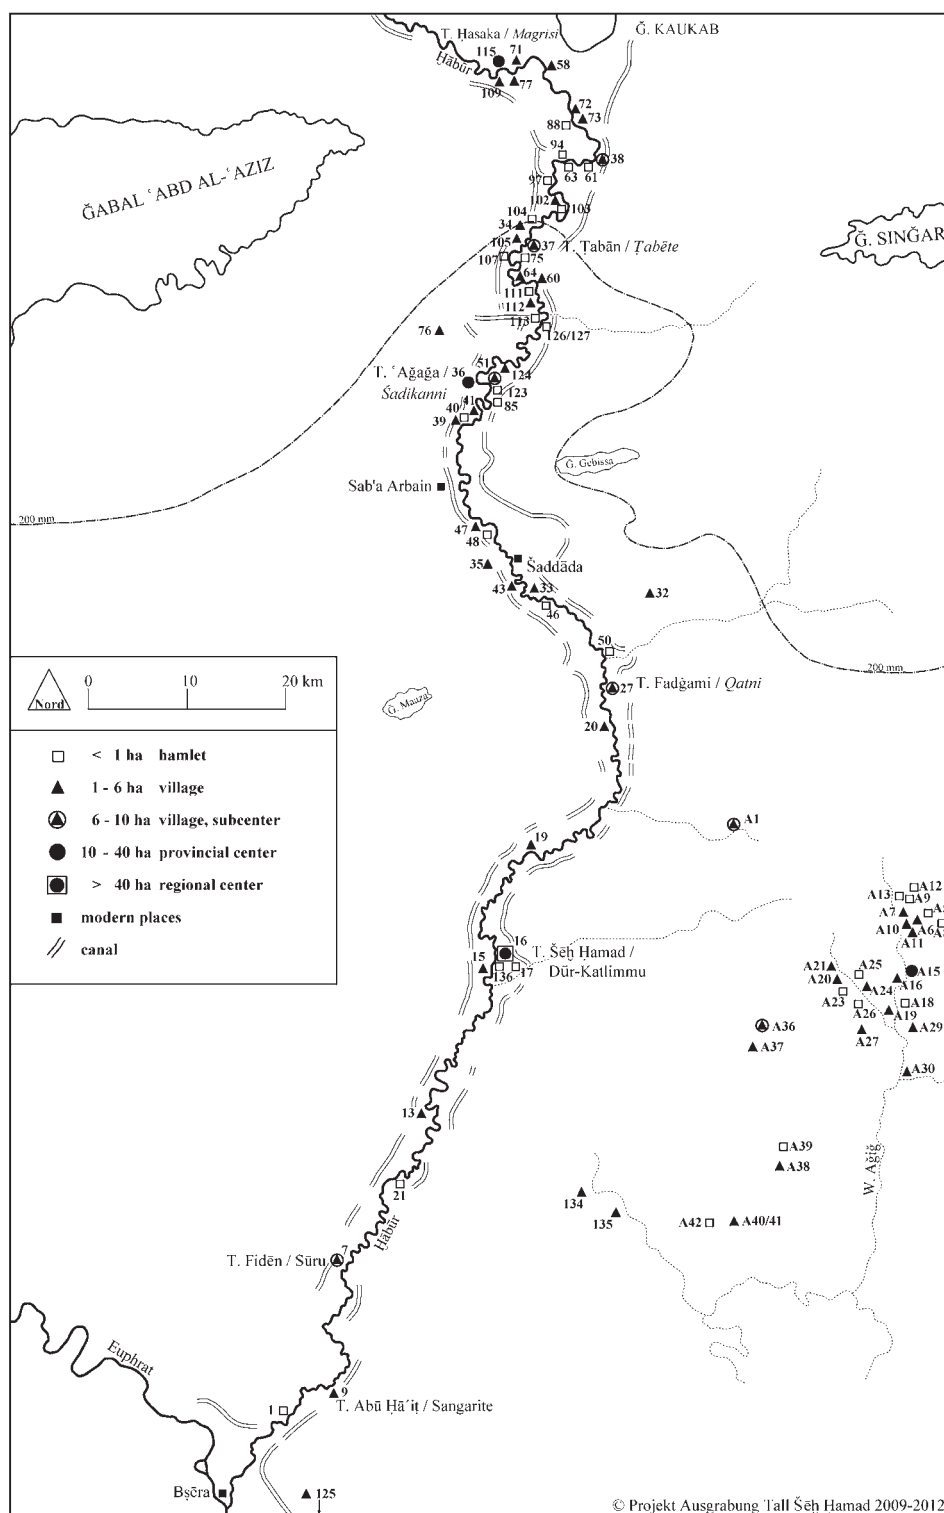 T. Ḥasaka / Magrisi
115
71
58
Ğ. KAUKAB
Ḫābūr
109
77
72
73
88
94
38
63
61
97
102
103
104
34
105
37
T. Ṭabān / Ṭabēte
107
75
64
60
111
112
113
126/127
76
ĞABAL ʿABD AL-ʿAZIZ
Ğ. SINĞAR
51
124
T. ʿAğağa /
Šadikanni
36
123
85
41
40
39
Ğ. Gebissa
Sab'a Arbain
200 mm
47
48
Šaddāda
35
43
33
46
32
50
200 mm
27
T. Fadġami / Qatni
Ğ. Mauza
20
Nord
0
10
20 km
< 1 ha hamlet
1 - 6 ha village
6 - 10 ha village, subcenter
10 - 40 ha provincial center
> 40 ha regional center
modern places
canal
A1
19
A12
A13
A9
A7
A10
A6
A11
16
T. Šēḫ Ḥamad /
Dūr-Katlimmu
15
136
17
A21
A20
A25
A15
A16
A24
A23
A26
A19
A18
A27
A29
A36
A37
A30
13
A39
A38
W. Ağiğ
21
134
135
A42
A40/41
Ḫābūr
7
T. Fidēn / Sūru
Euphrat
9
T. Abū Ḥāʾiṭ / Sangarite
1
Bṣēra
125
© Projekt Ausgrabung Tall Šēḫ Ḥamad 2009-2012